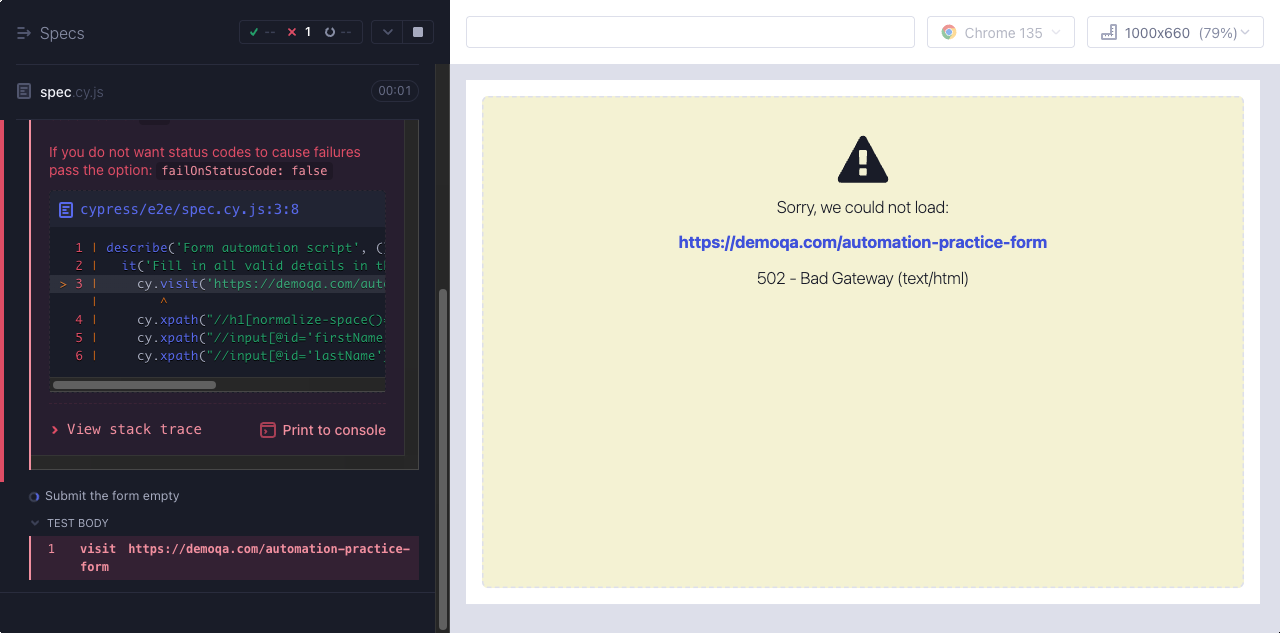 Specs
-- 1 --
Chrome 135
1000x660 (79%)
spec.cy.js
00:01
If you do not want status codes to cause failures
pass the option: failOnStatusCode: false
cypress/e2e/spec.cy.js:3:8
1 | describe('Form automation script', (
2 | it('Fill in all valid details in th
> 3 | cy.visit('https://demoqa.com/auto
| ^
4 | cy.xpath("//h1[normalize-space()=
5 | cy.xpath("//input[@id='firstName
6 | cy.xpath("//input[@id='lastName']
View stack trace
Print to console
Submit the form empty
TEST BODY
1 visit https://demoqa.com/automation-practice-
form
Sorry, we could not load:
https://demoqa.com/automation-practice-form
502 - Bad Gateway (text/html)